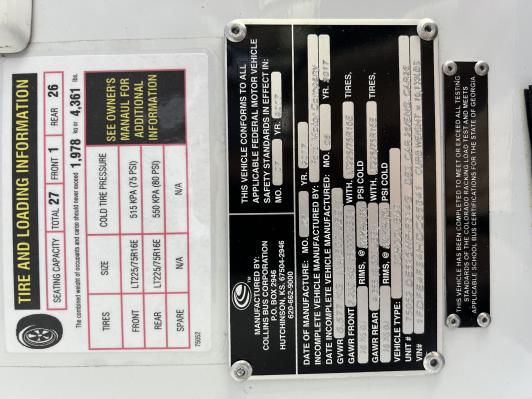 TIRE AND LOADING INFORMATION
SEATING CAPACITY TOTAL 27 FRONT 1 REAR 26
The combined weight of occupants and cargo should never exceed 1,978 kg or 4,361 lbs.
TIRES SIZE COLD TIRE PRESSURE
FRONT LT225/75R16E 515 KPA (75 PSI)
REAR LT225/75R16E 550 KPA (80 PSI)
SPARE N/A N/A
SEE OWNER'S
MANAUL FOR
ADDITIONAL
INFORMATION
75052
MANUFACTURED BY:
COLLINS BUS CORPORATION
P.O. BOX 2946
HUTCHINSON, KS. 67504-2946
620-662-9000
THIS VEHICLE CONFORMS TO ALL
APPLICABLE FEDERAL MOTOR VEHICLE
SAFETY STANDARDS IN EFFECT IN:
MO. YR.
DATE OF MANUFACTURE: MO. YR.
INCOMPLETE VEHICLE MANUFACTURED BY:
DATE INCOMPLETE VEHICLE MANUFACTURED: MO. YR. 2017
GVWR
GAWR FRONT WITH, TIRES,
RIMS, @ PSI COLD
GAWR REAR WITH, TIRES,
RIMS, @ PSI COLD
VEHICLE TYPE:
UNIT #
VIN#
THIS VEHICLE HAS BEEN COMPLETED TO MEET OR EXCEED ALL TESTING
STANDARDS OF THE COLORADO RACKING LOAD TEST AND MEETS
APPLICABLE SCHOOL BUS CERTIFICATIONS FOR THE STATE OF GEORGIA.